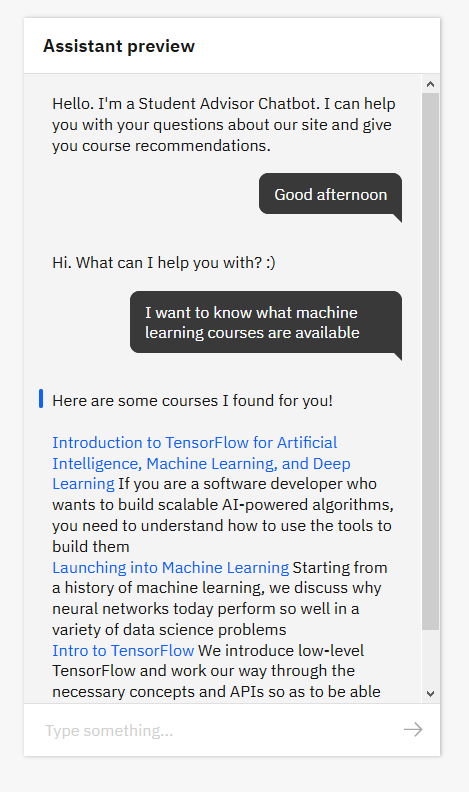 Assistant preview
Hello. I'm a Student Advisor Chatbot. I can help
you with your questions about our site and give
you course recommendations.
Good afternoon
Hi. What can I help you with? :)
I want to know what machine
learning courses are available
Here are some courses I found for you!
Introduction to TensorFlow for Artificial
Intelligence, Machine Learning, and Deep
Learning If you are a software developer who
wants to build scalable AI-powered algorithms,
you need to understand how to use the tools to
build them
Launching into Machine Learning Starting from
a history of machine learning, we discuss why
neural networks today perform so well in a
variety of data science problems
Intro to TensorFlow We introduce low-level
TensorFlow and work our way through the
necessary concepts and APIs so as to be able
Type something...